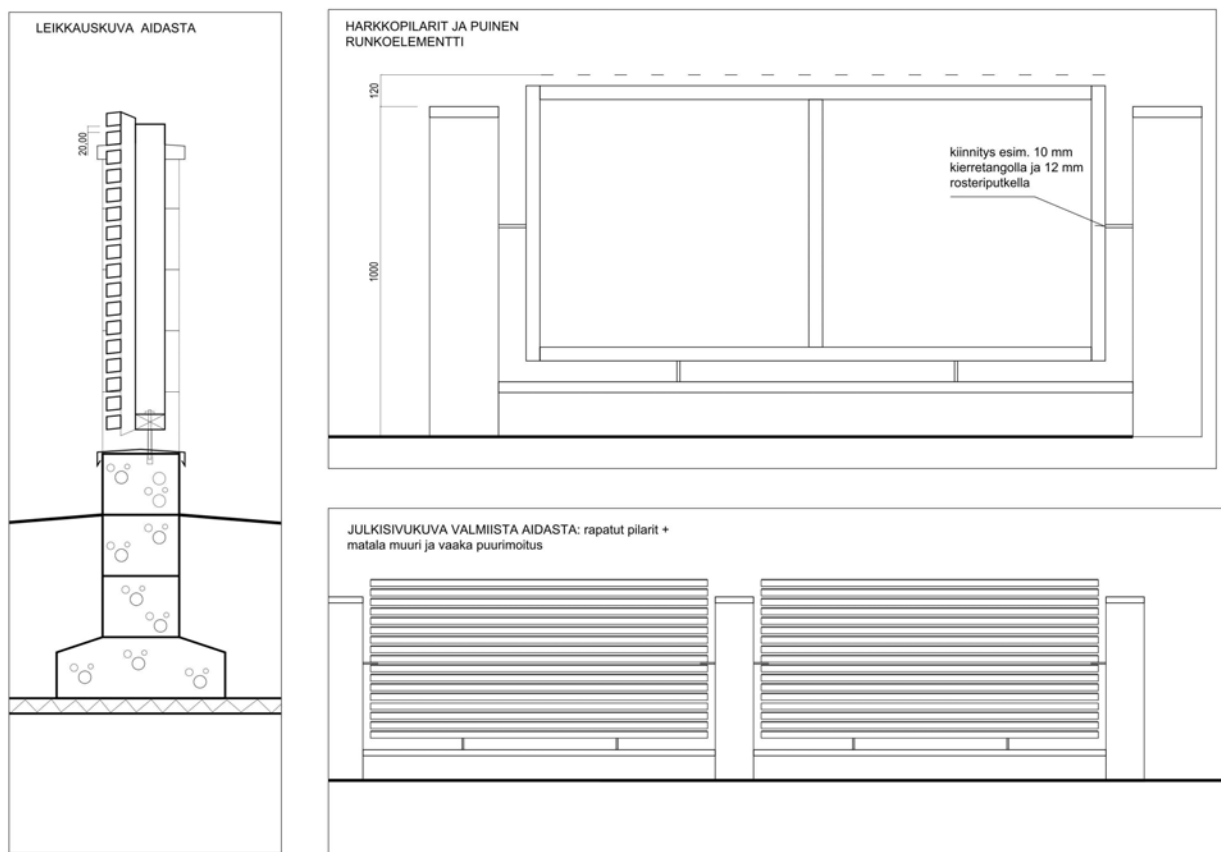 LEIKKAUSKUVA AIDASTA
20,00
HARKKOPILARIT JA PUINEN
RUNKOELEMENTTI
120
1000
kiinnitys esim. 10 mm
kierretangolla ja 12 mm
rosteriputkella
JULKISIVUKUVA VALMIISTA AIDASTA: rapatut pilarit +
matala muuri ja vaaka puurimoitus